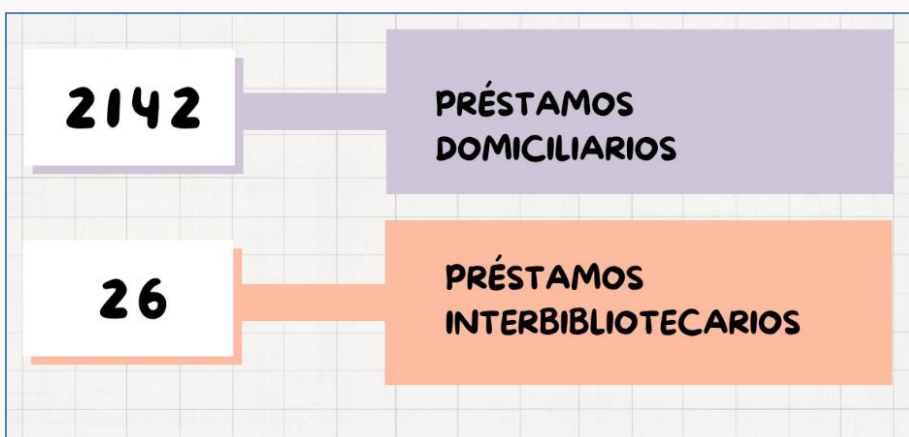 2142
PRÉSTAMOS
DOMICILIARIOS
26
PRÉSTAMOS
INTERBIBLIOTECARIOS